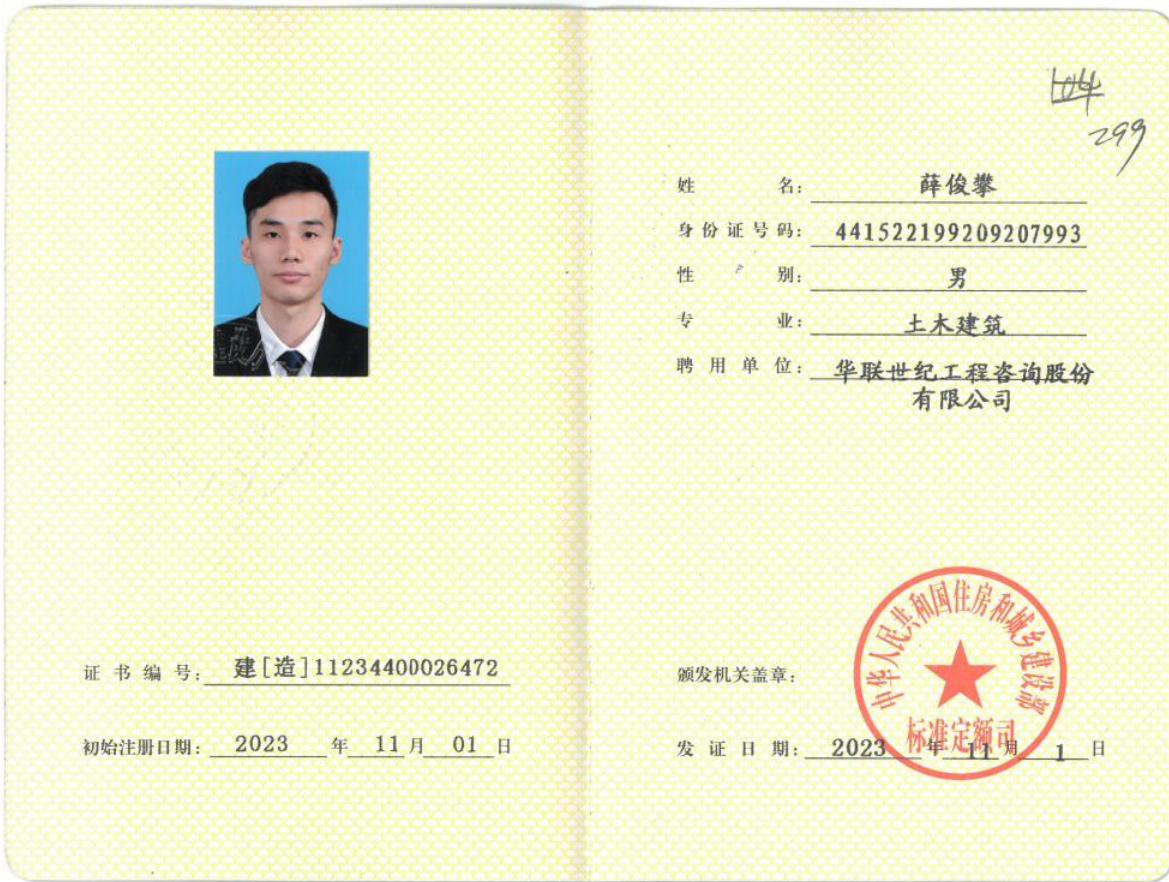 104
299
姓 名: 薛俊攀
身份证号码: 441522199209207993
性 别: 男
专 业: 土木建筑
聘用单位: 华联世纪工程咨询股份
有限公司
证书编号: 建[造]11234400026472
初始注册日期: 2023 年 11 月 01 日
颁发机关盖章:
中华人民共和国住房和城乡建设部
标准定额司
发证日期: 2023 年 11 月 1 日